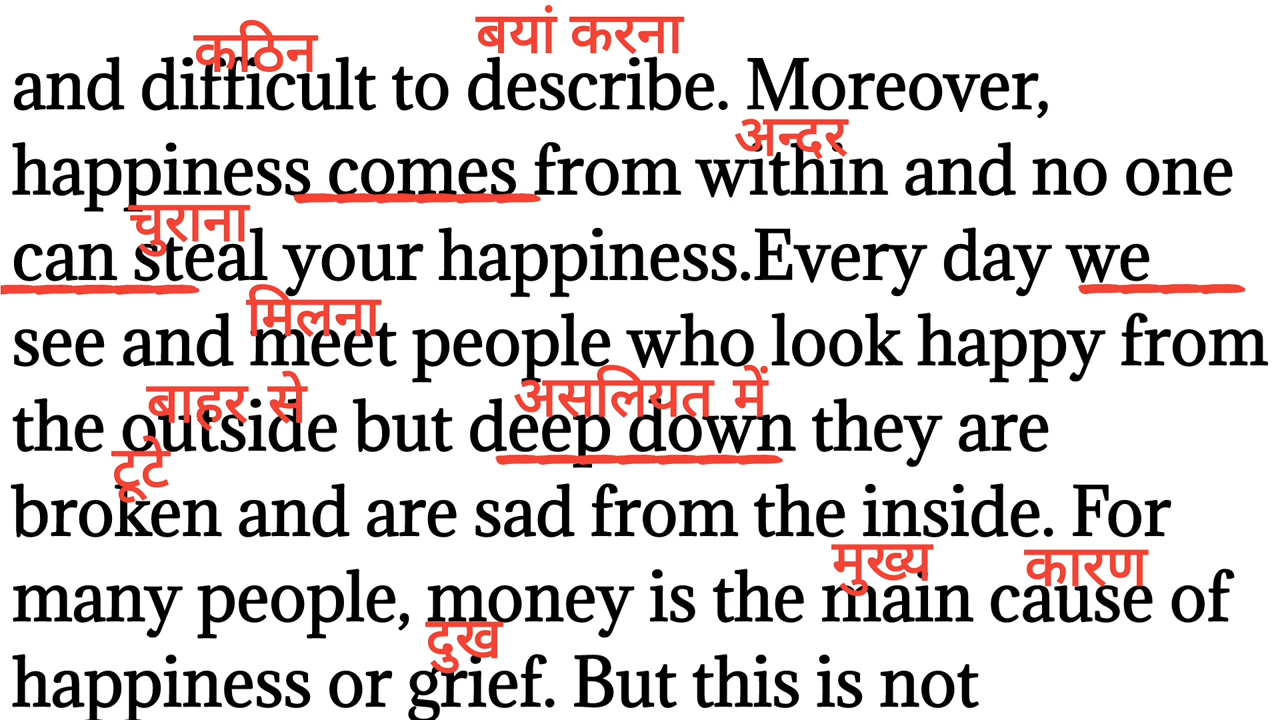 कठिन बयां करना
and difficult to describe. Moreover,
अन्दर
happiness comes from within and no one
चुराना
can steal your happiness.Every day we
मिलना
see and meet people who look happy from
बाहर से असलियत में
the outside but deep down they are
टूटे
broken and are sad from the inside. For
मुख्य कारण
many people, money is the main cause of
दुख
happiness or grief. But this is not